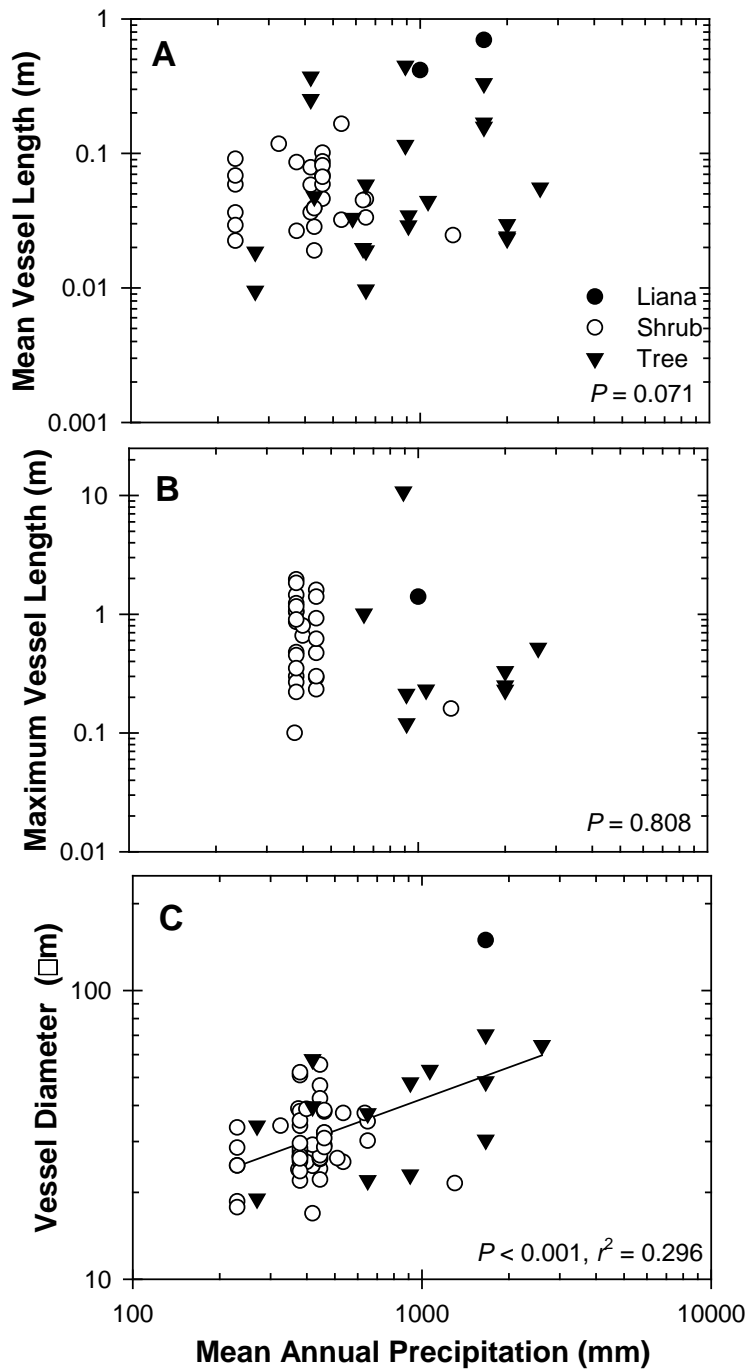 A
1
0.1
0.01
0.001
Mean Vessel Length (m)
Liana
Shrub
Tree
P = 0.071
B
10
1
0.1
0.01
Maximum Vessel Length (m)
P = 0.808
C
100
10
Vessel Diameter (□m)
P < 0.001, r² = 0.296
100
1000
10000
Mean Annual Precipitation (mm)